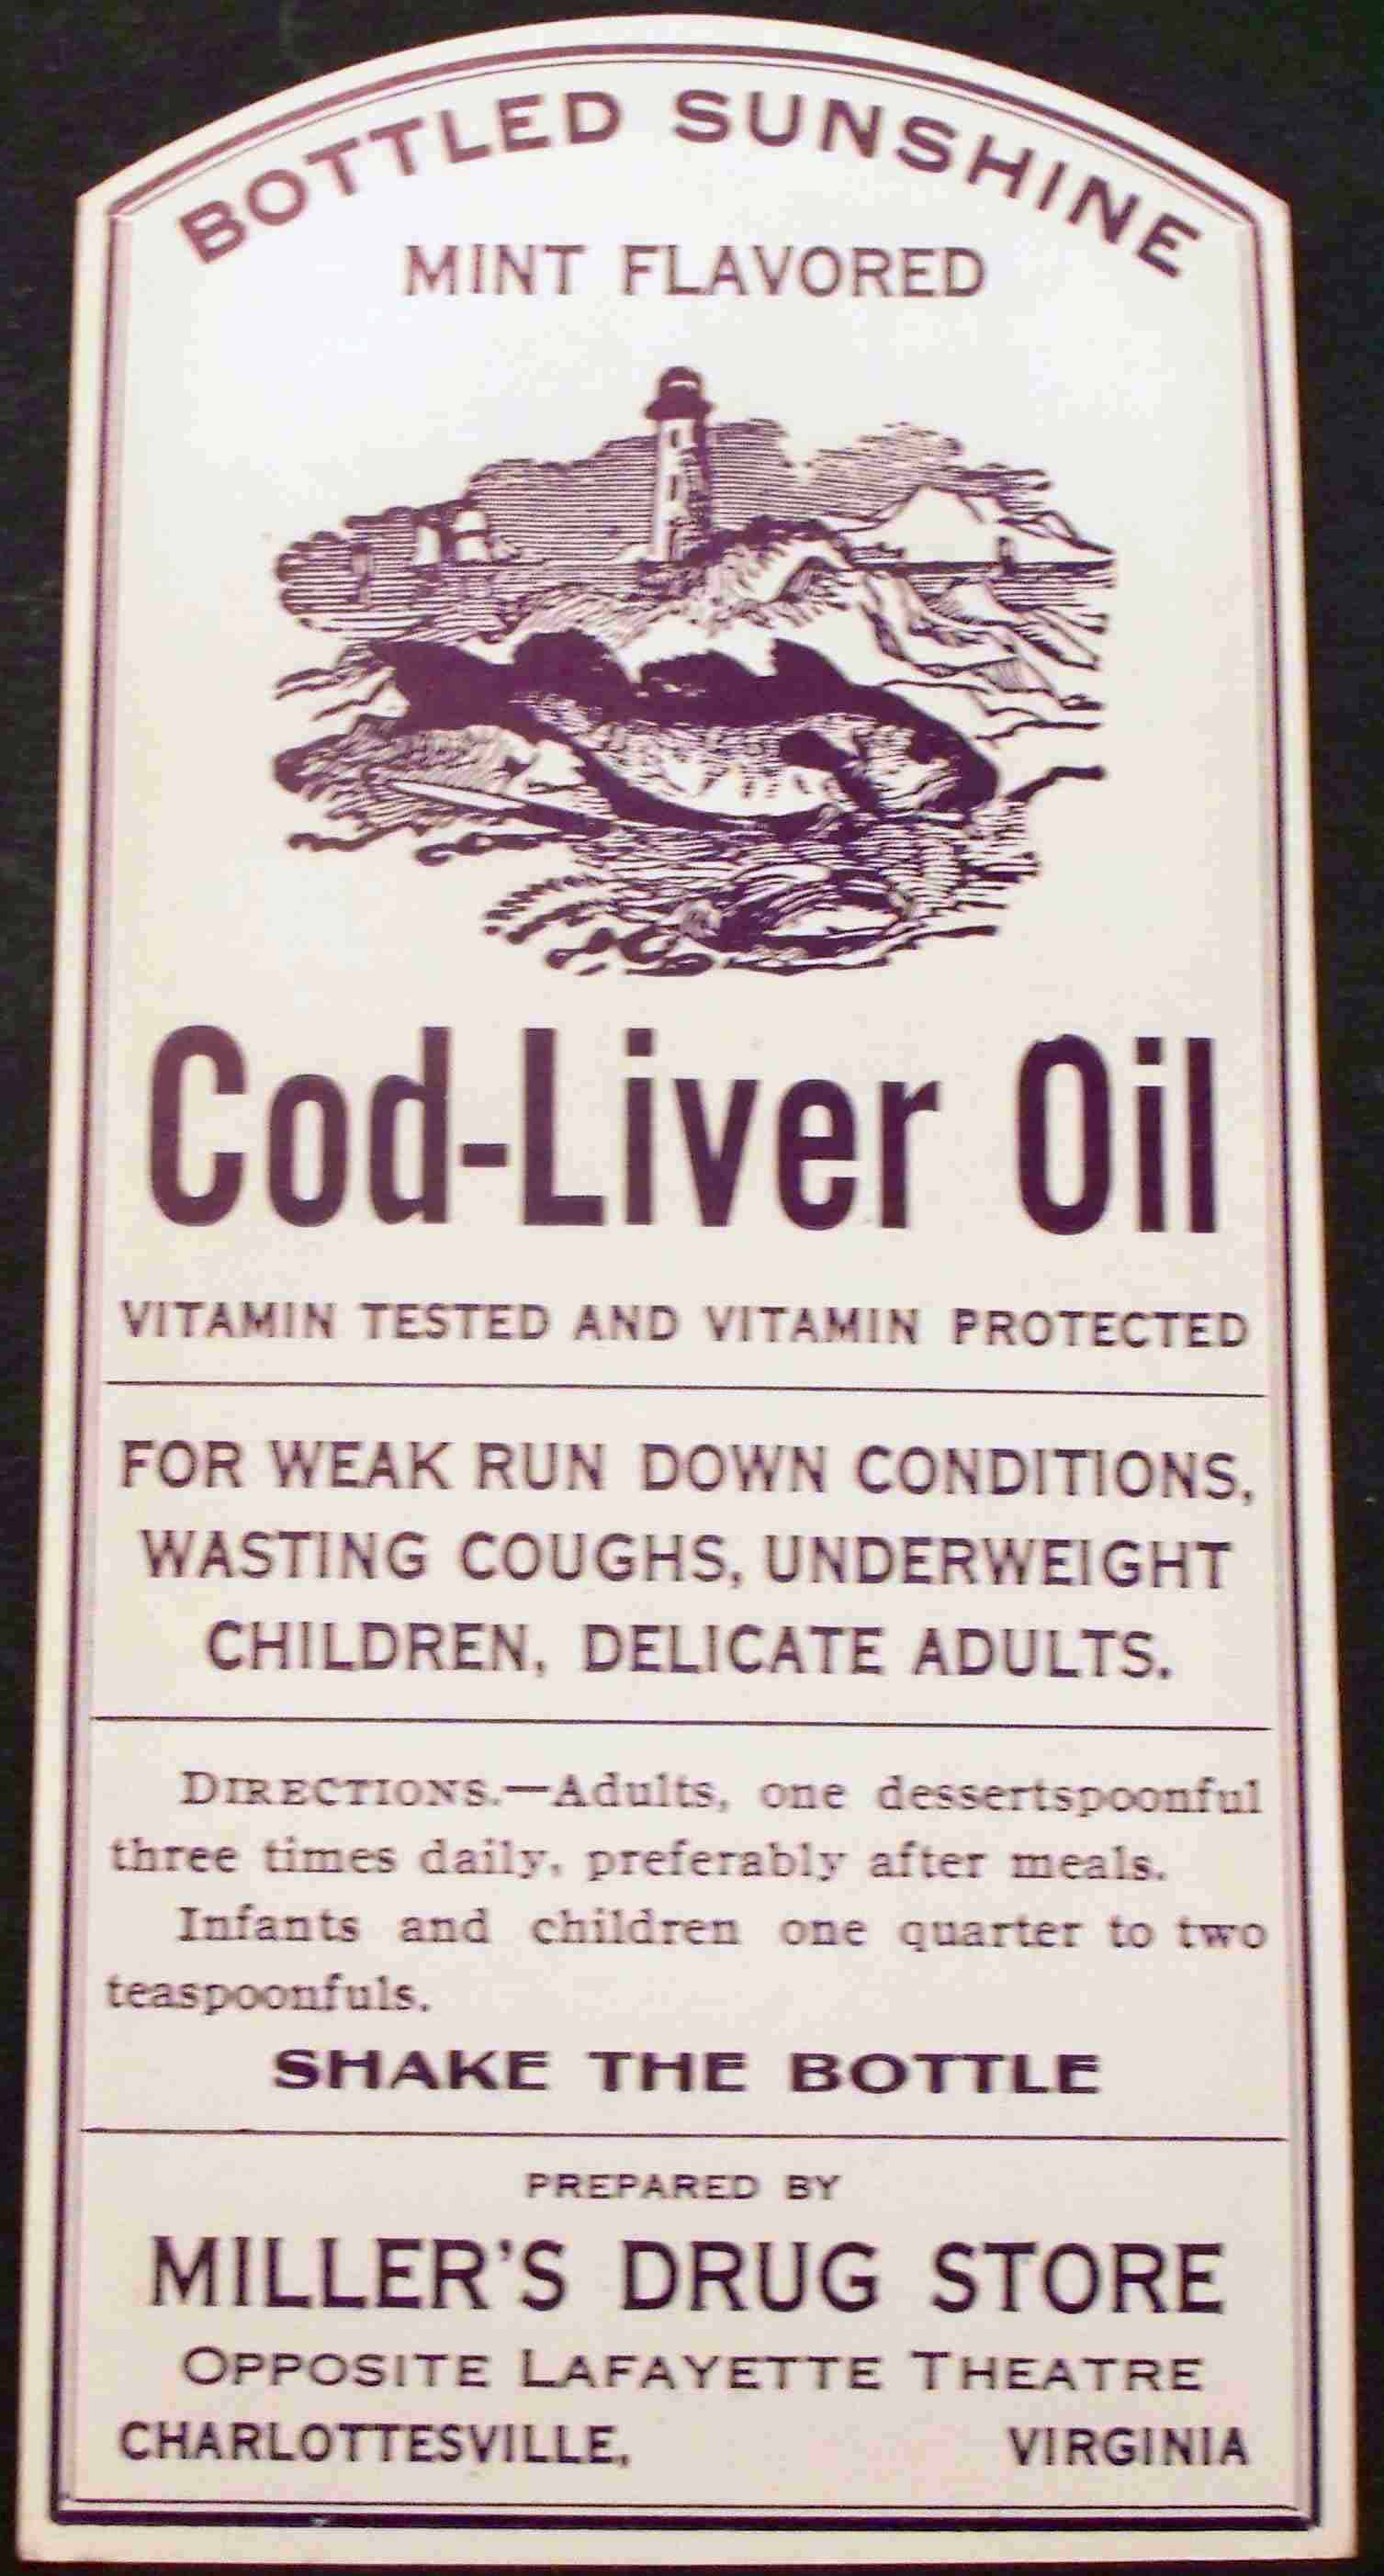 BOTTLED SUNSHINE
MINT FLAVORED
Cod-Liver Oil
VITAMIN TESTED AND VITAMIN PROTECTED
FOR WEAK RUN DOWN CONDITIONS,
WASTING COUGHS, UNDERWEIGHT
CHILDREN, DELICATE ADULTS.
DIRECTIONS.—Adults, one dessertspoonful
three times daily, preferably after meals.
Infants and children one quarter to two
teaspoonfuls.
SHAKE THE BOTTLE
PREPARED BY
MILLER'S DRUG STORE
OPPOSITE LAFAYETTE THEATRE
CHARLOTTESVILLE, VIRGINIA